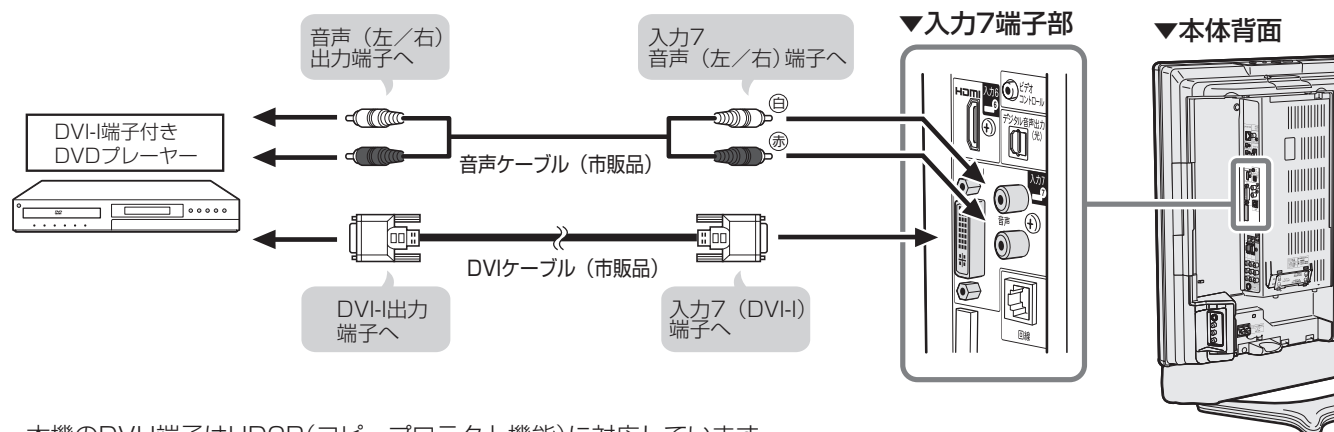 ▼入力7端子部
▼本体背面
音声（左／右）
出力端子へ
入力7
音声（左／右）端子へ
白
赤
DVI-I端子付き
DVDプレーヤー
音声ケーブル（市販品）
DVIケーブル（市販品）
DVI-I出力
端子へ
入力7（DVI-I）
端子へ
HDMI
入力6
6
ビデオ
コントロール
デジタル音声出力
（光）
入力7
7
音声
回線